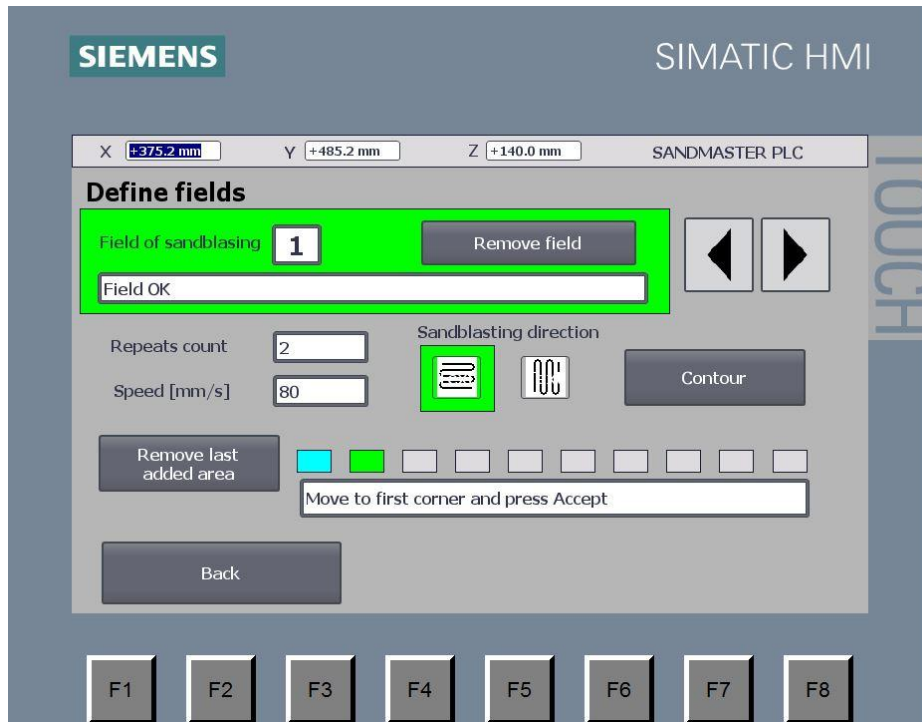 SIEMENS
SIMATIC HMI
TOUCH
X +375.2 mm Y +485.2 mm Z +140.0 mm SANDMASTER PLC
Define fields
Field of sandblasing 1 Remove field
Field OK
Sandblasting direction
Repeats count 2
Speed [mm/s] 80
Contour
Remove last
added area
Move to first corner and press Accept
Back
F1 F2 F3 F4 F5 F6 F7 F8